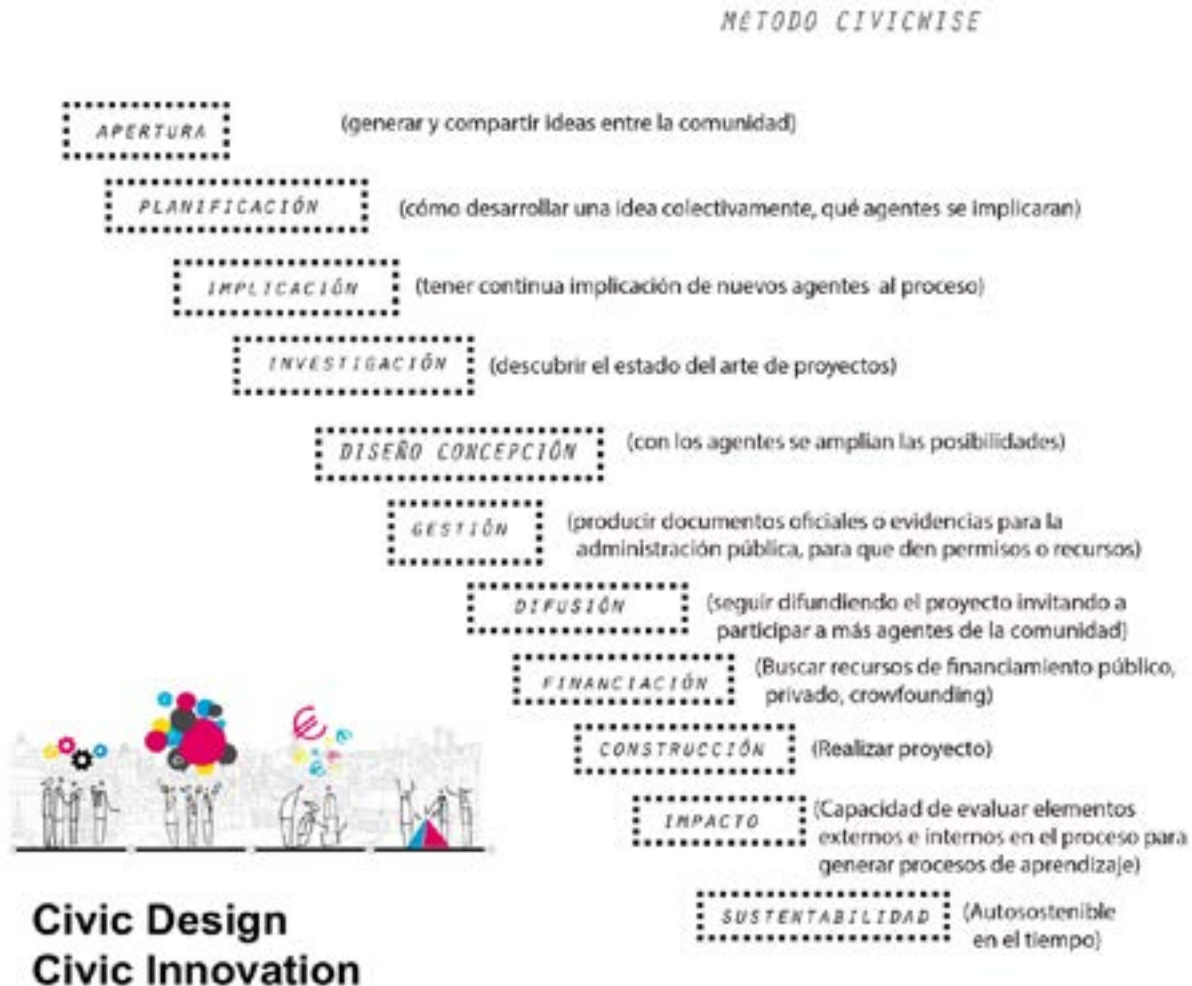 MÉTODO CIVICWISE
APERTURA
(generar y compartir ideas entre la comunidad)
PLANIFICACIÓN
(cómo desarrollar una idea colectivamente, qué agentes se implicaran)
IMPLICACIÓN
(tener continua implicación de nuevos agentes al proceso)
INVESTIGACIÓN
(descubrir el estado del arte de proyectos)
DISEÑO CONCEPCIÓN
(con los agentes se amplian las posibilidades)
GESTIÓN
(producir documentos oficiales o evidencias para la
administración pública, para que den permisos o recursos)
DIFUSIÓN
(seguir difundiendo el proyecto invitando a
participar a más agentes de la comunidad)
FINANCIACIÓN
(Buscar recursos de financiamiento público,
privado, crowfounding)
CONSTRUCCIÓN
(Realizar proyecto)
IMPACTO
(Capacidad de evaluar elementos
externos e internos en el proceso para
generar procesos de aprendizaje)
SUSTENTABILIDAD
(Autosostenible
en el tiempo)
Civic Design
Civic Innovation